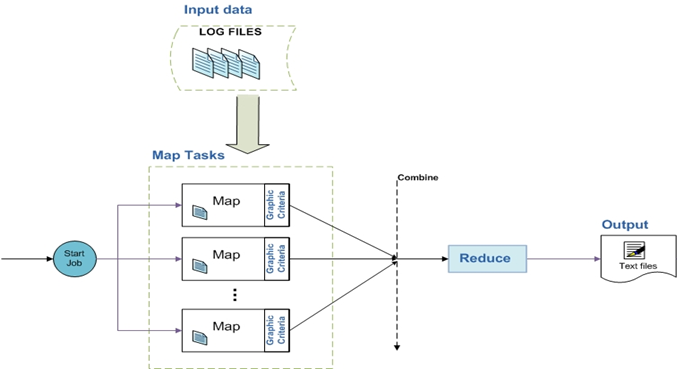 Input data
LOG FILES
Map Tasks
Map
Graphic
Criteria
Combine
Start
Job
Map
Graphic
Criteria
Reduce
Output
Text files
...
Map
Graphic
Criteria